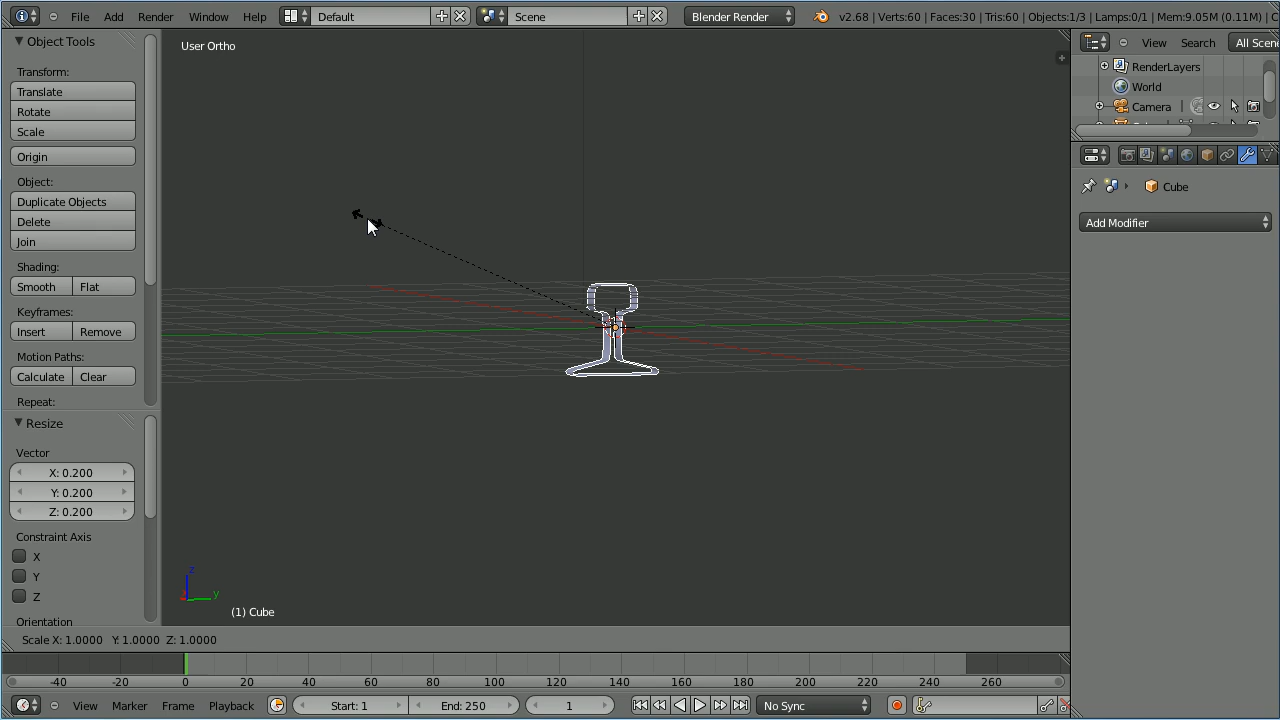 File Add Render Window Help Default Scene Blender Render v2.68 | Verts:60 | Faces:30 | Tris:60 | Objects:1/3 | Lamps:0/1 | Mem:9.05M (0.11M) | C
Object Tools
User Ortho
View Search All Scene
RenderLayers
World
Camera
Transform:
Translate
Rotate
Scale
Origin
Object:
Duplicate Objects
Delete
Join
Shading:
Smooth Flat
Keyframes:
Insert Remove
Motion Paths:
Calculate Clear
Repeat:
Cube
Add Modifier
Resize
Vector
X: 0.200
Y: 0.200
Z: 0.200
Constraint Axis
X
Y
Z
Orientation
z
y
(1) Cube
Scale X: 1.0000 Y: 1.0000 Z: 1.0000
-40 -20 0 20 40 60 80 100 120 140 160 180 200 220 240 260
View Marker Frame Playback Start: 1 End: 250 1 No Sync